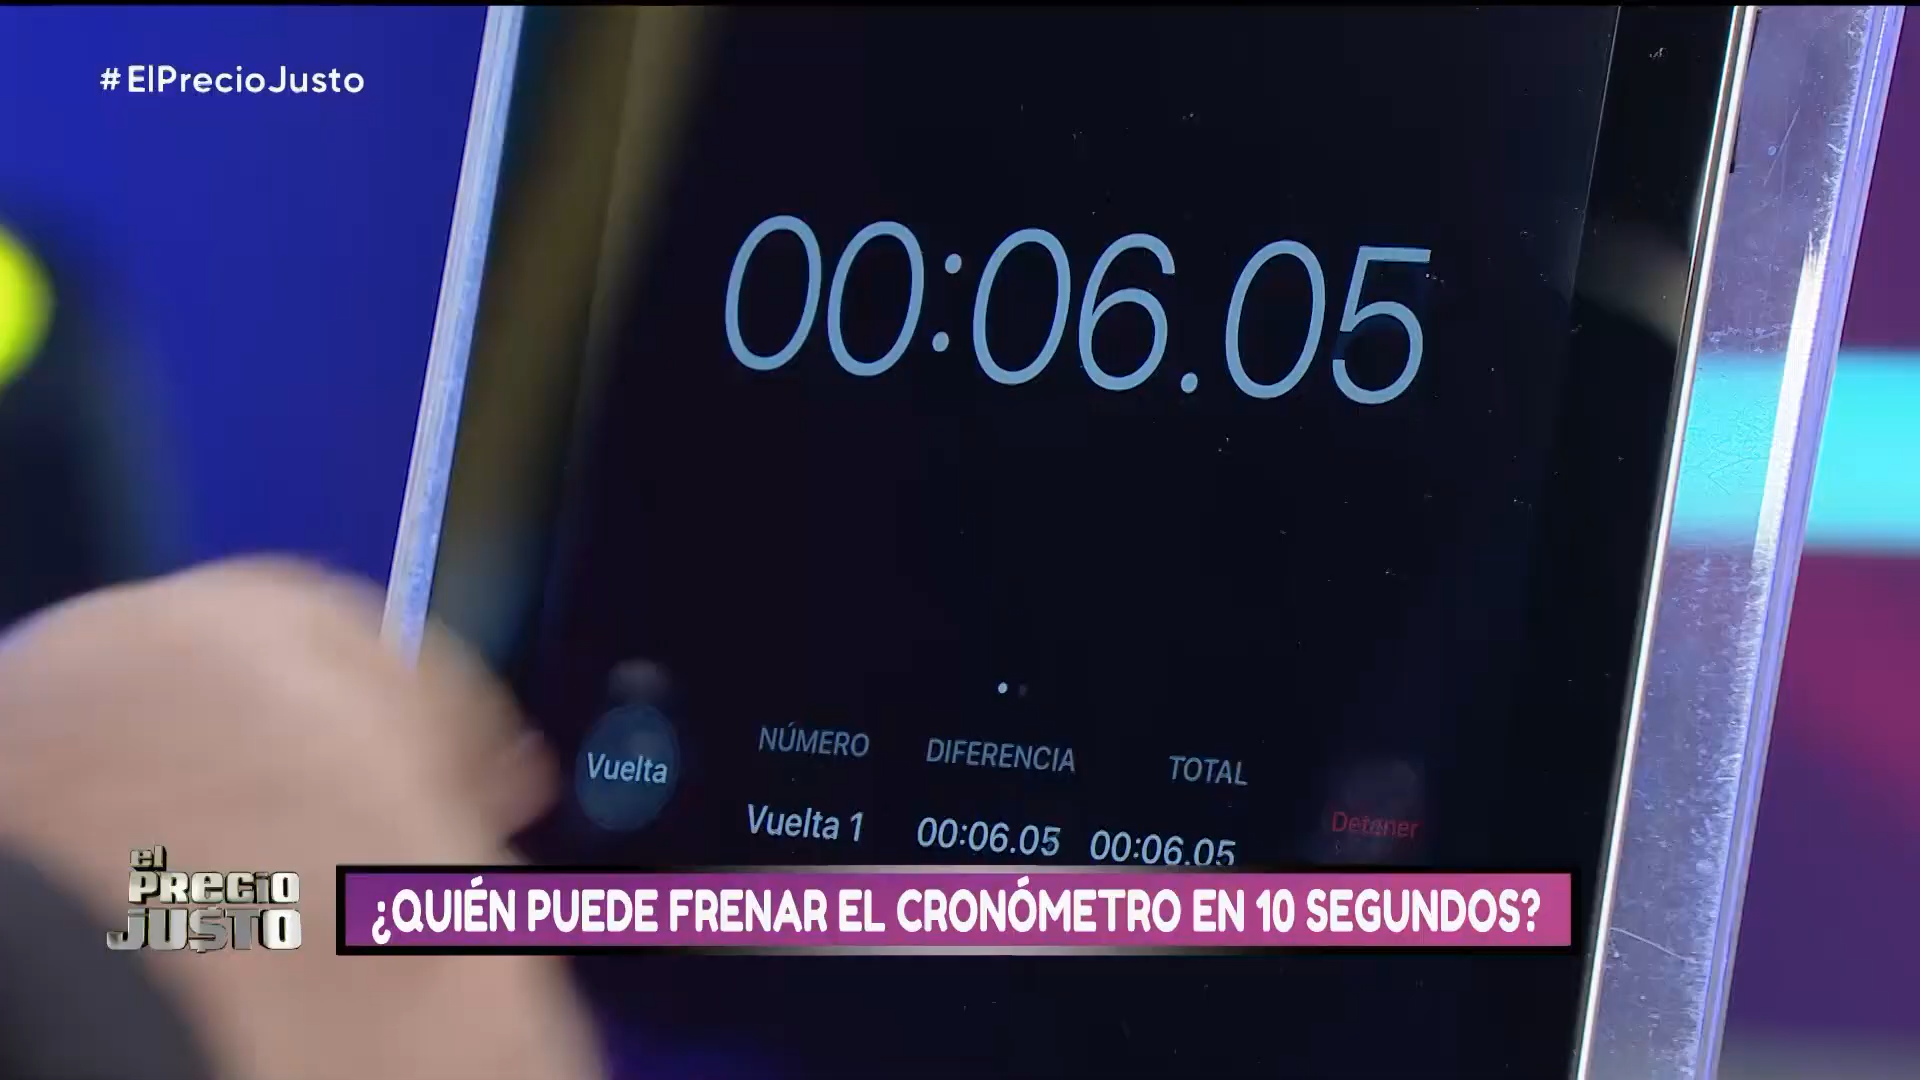 #ElPrecioJusto
00:06.05
NÚMERO DIFERENCIA TOTAL
Vuelta
Vuelta 1 00:06.05 00:06.05
Detener
el PRECIO JUSTO
¿QUIÉN PUEDE FRENAR EL CRONÓMETRO EN 10 SEGUNDOS?